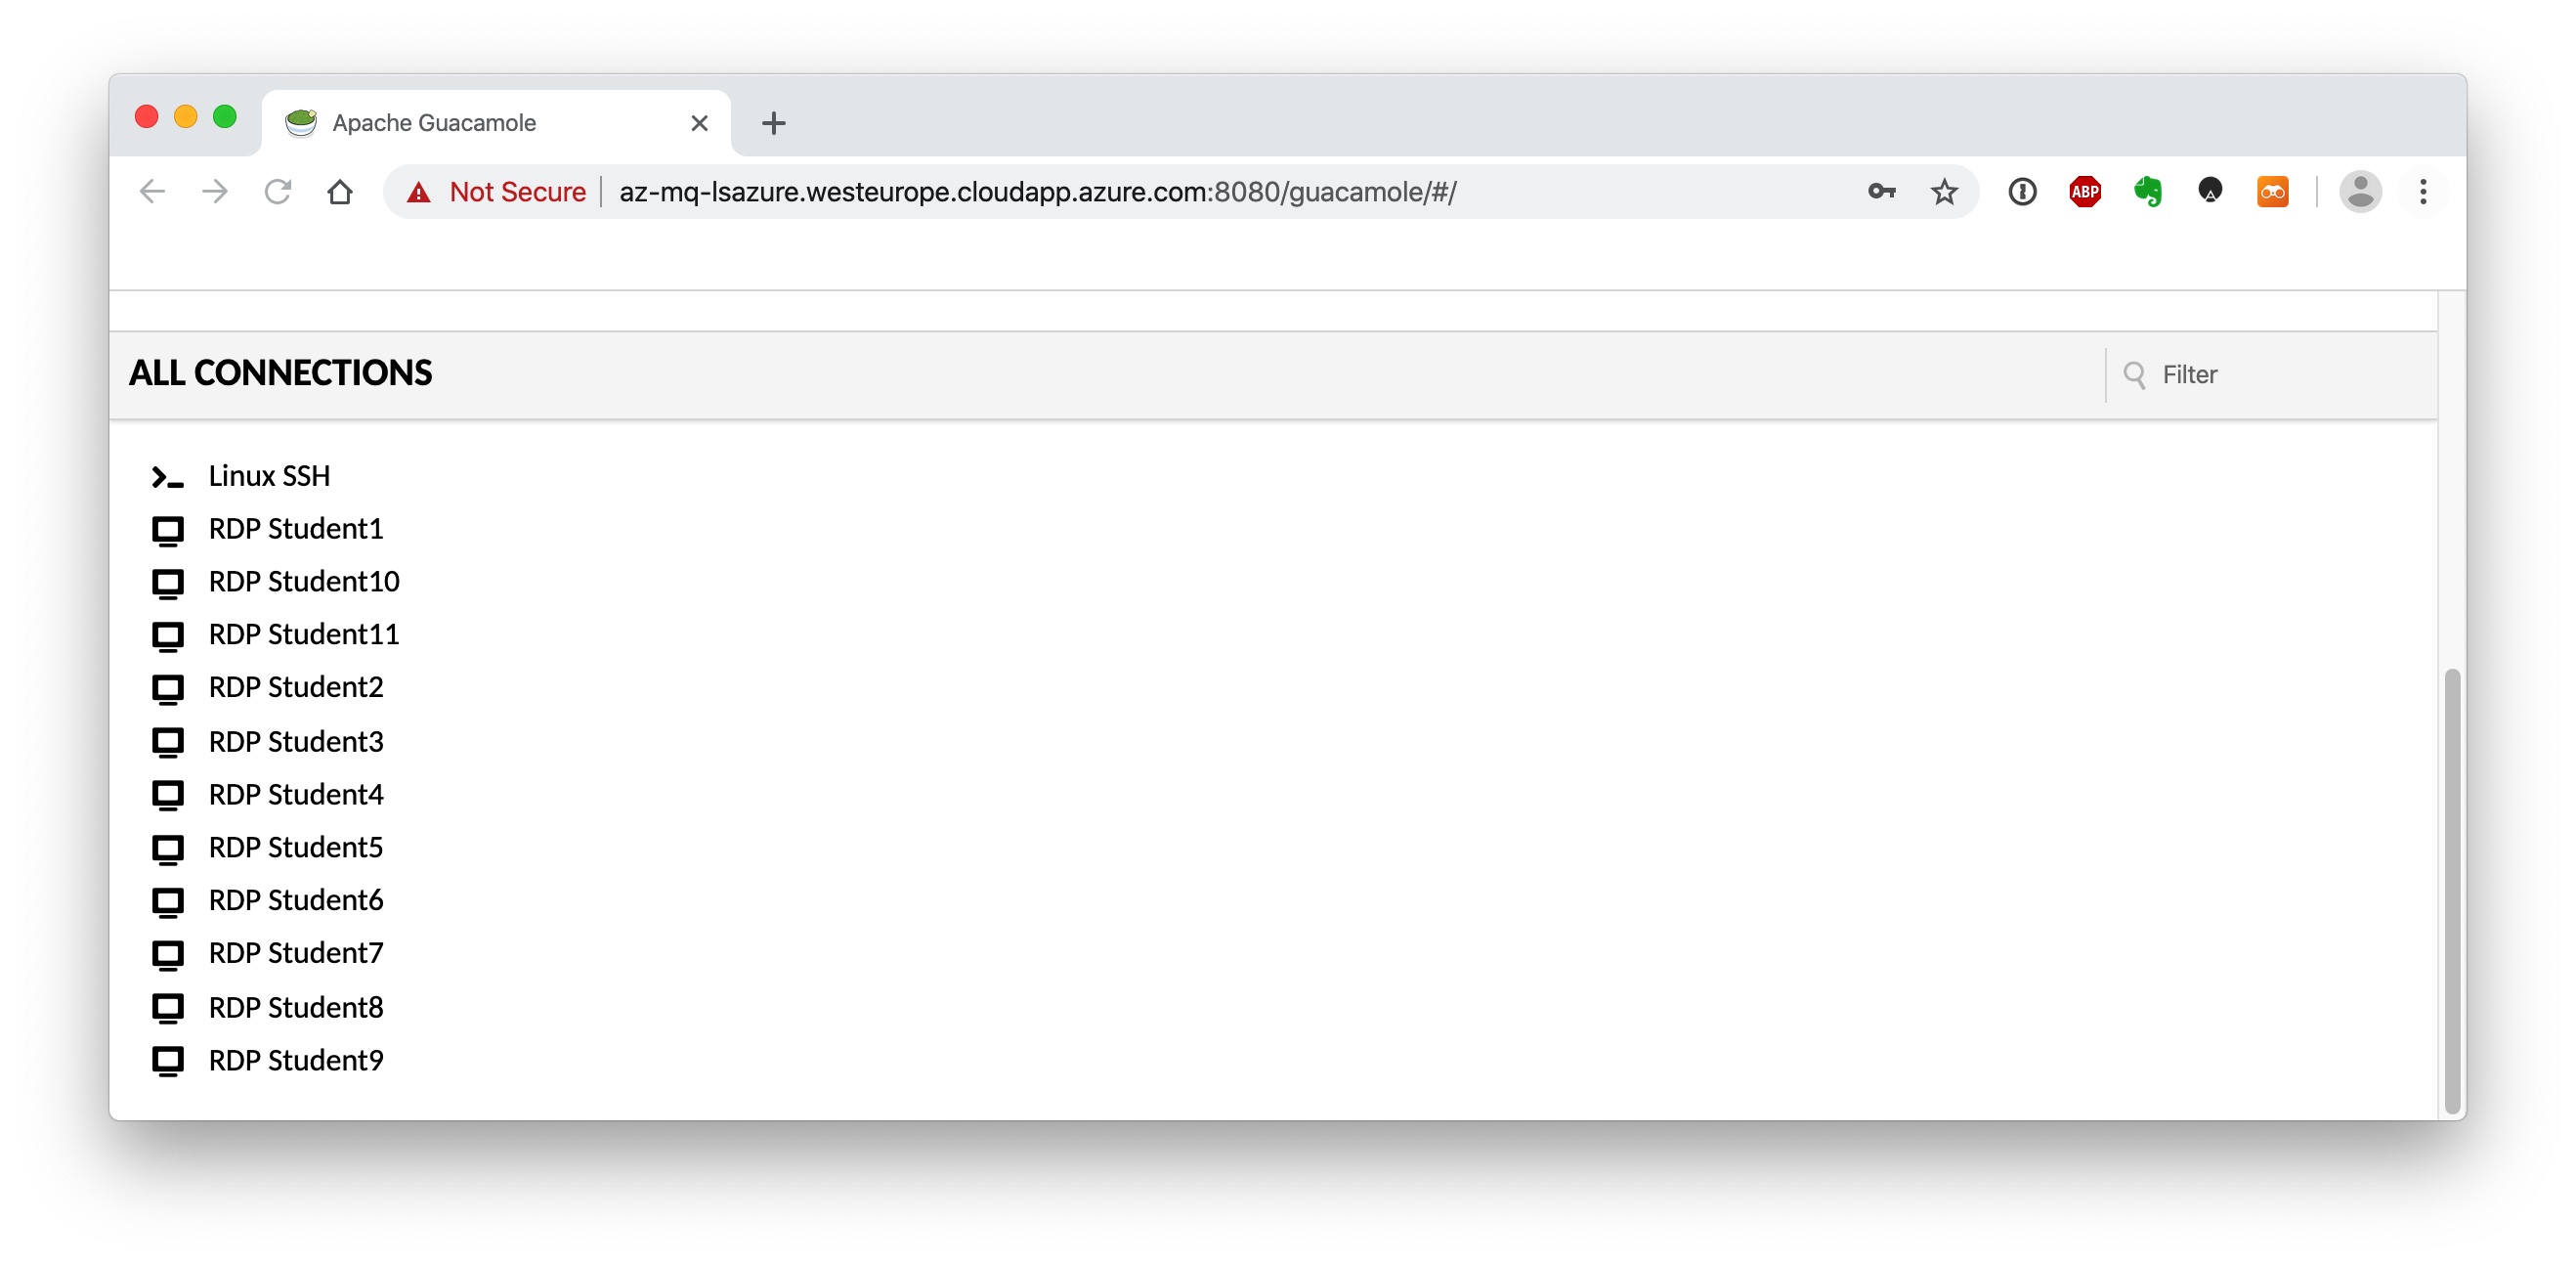 Apache Guacamole
Not Secure az-mq-lsazure.westeurope.cloudapp.azure.com:8080/guacamole/#/ ABP
ALL CONNECTIONS Filter
Linux SSH
RDP Student1
RDP Student10
RDP Student11
RDP Student2
RDP Student3
RDP Student4
RDP Student5
RDP Student6
RDP Student7
RDP Student8
RDP Student9